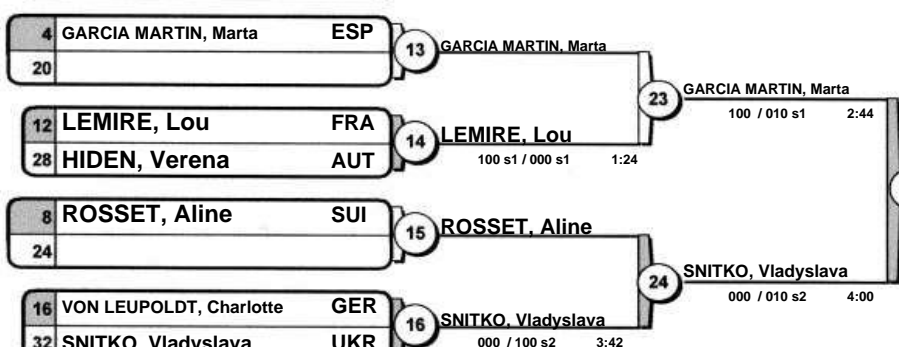 4 GARCIA MARTIN, Marta ESP
20
13 GARCIA MARTIN, Marta
12 LEMIRE, Lou FRA
28 HIDEN, Verena AUT
14 LEMIRE, Lou
100 s1 / 000 s1 1:24
23 GARCIA MARTIN, Marta
100 / 010 s1 2:44
8 ROSSET, Aline SUI
24
15 ROSSET, Aline
16 VON LEUPOLDT, Charlotte GER
32 SNITKO, Vladyslava UKR
16 SNITKO, Vladyslava
000 / 100 s2 3:42
24 SNITKO, Vladyslava
000 / 010 s2 4:00